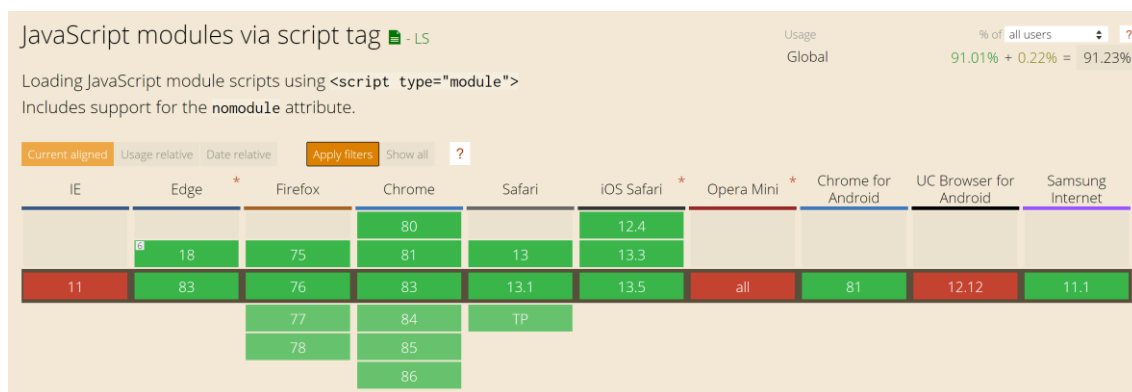 JavaScript modules via script tag - LS
Usage % of all users ?
Global 91.01% + 0.22% = 91.23%
Loading JavaScript module scripts using <script type="module">
Includes support for the nomodule attribute.
Current aligned Usage relative Date relative Apply filters Show all ?
IE Edge * Firefox Chrome Safari iOS Safari * Opera Mini * Chrome for Android UC Browser for Android Samsung Internet
80 12.4
6 18 75 81 13 13.3
11 83 76 83 13.1 13.5 all 81 12.12 11.1
77 84 TP
78 85
86